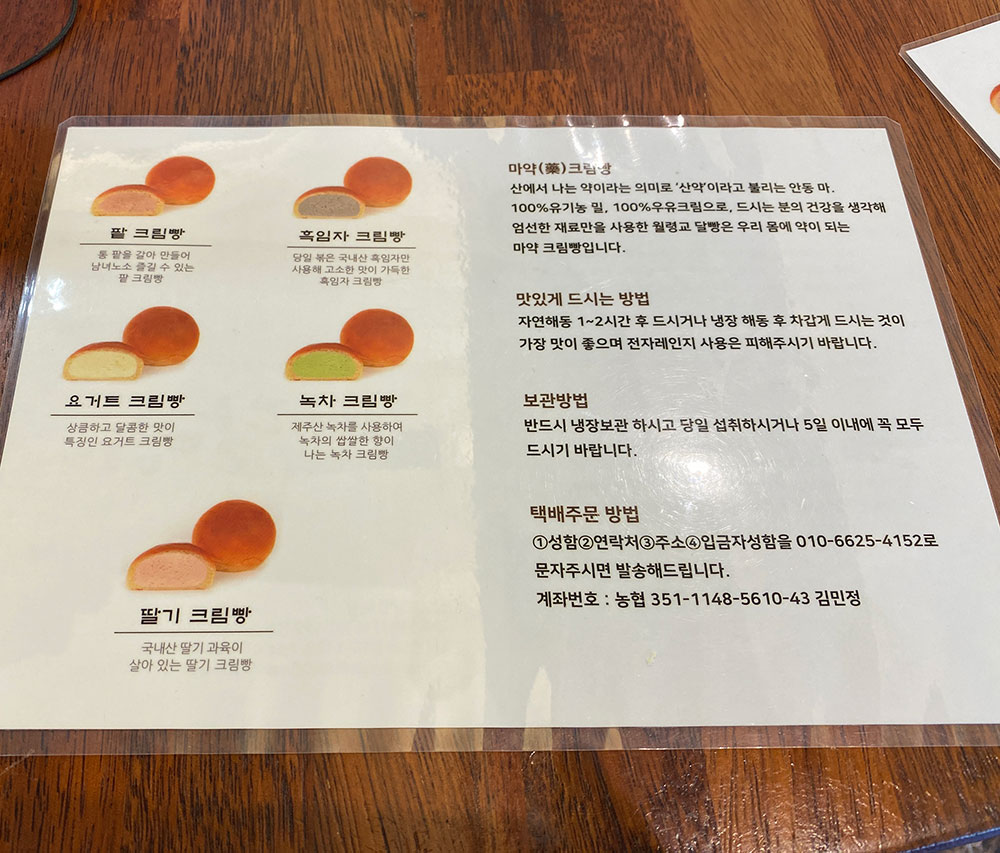 팥 크림빵
통 팥을 갈아 만들어
남녀노소 즐길 수 있는
팥 크림빵
흑임자 크림빵
당일 볶은 국내산 흑임자만
사용해 고소한 맛이 가득한
흑임자 크림빵
요거트 크림빵
상큼하고 달콤한 맛이
특징인 요거트 크림빵
녹차 크림빵
제주산 녹차를 사용하여
녹차의 쌉쌀한 향이
나는 녹차 크림빵
딸기 크림빵
국내산 딸기 과육이
살아 있는 딸기 크림빵
마약(藥)크림빵
산에서 나는 약이라는 의미로 '산약'이라고 불리는 안동 마.
100%유기농 밀, 100%우유크림으로, 드시는 분의 건강을 생각해
엄선한 재료만을 사용한 월령교 달빵은 우리 몸에 약이 되는
마약 크림빵입니다.
맛있게 드시는 방법
자연해동 1~2시간 후 드시거나 냉장 해동 후 차갑게 드시는 것이
가장 맛이 좋으며 전자레인지 사용은 피해주시기 바랍니다.
보관방법
반드시 냉장보관 하시고 당일 섭취하시거나 5일 이내에 꼭 모두
드시기 바랍니다.
택배주문 방법
①성함②연락처③주소④입금자성함을 010-6625-4152로
문자주시면 발송해드립니다.
계좌번호 : 농협 351-1148-5610-43 김민정